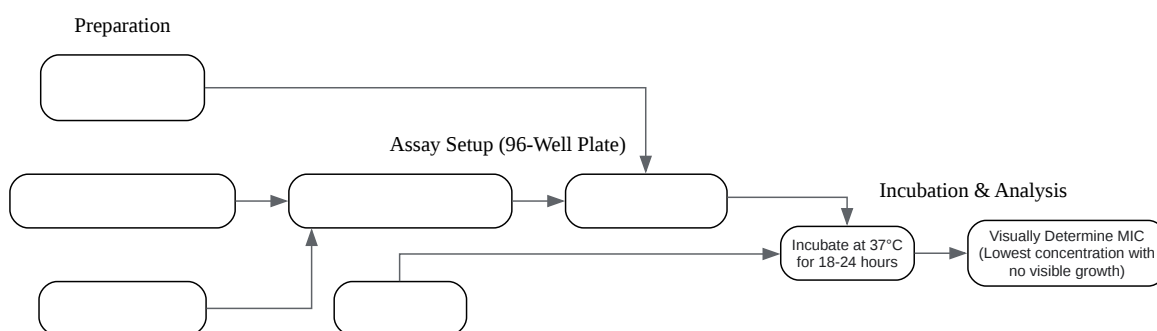 Preparation
Assay Setup (96-Well Plate)
Incubation & Analysis
Incubate at 37°C
for 18-24 hours
Visually Determine MIC
(Lowest concentration with
no visible growth)